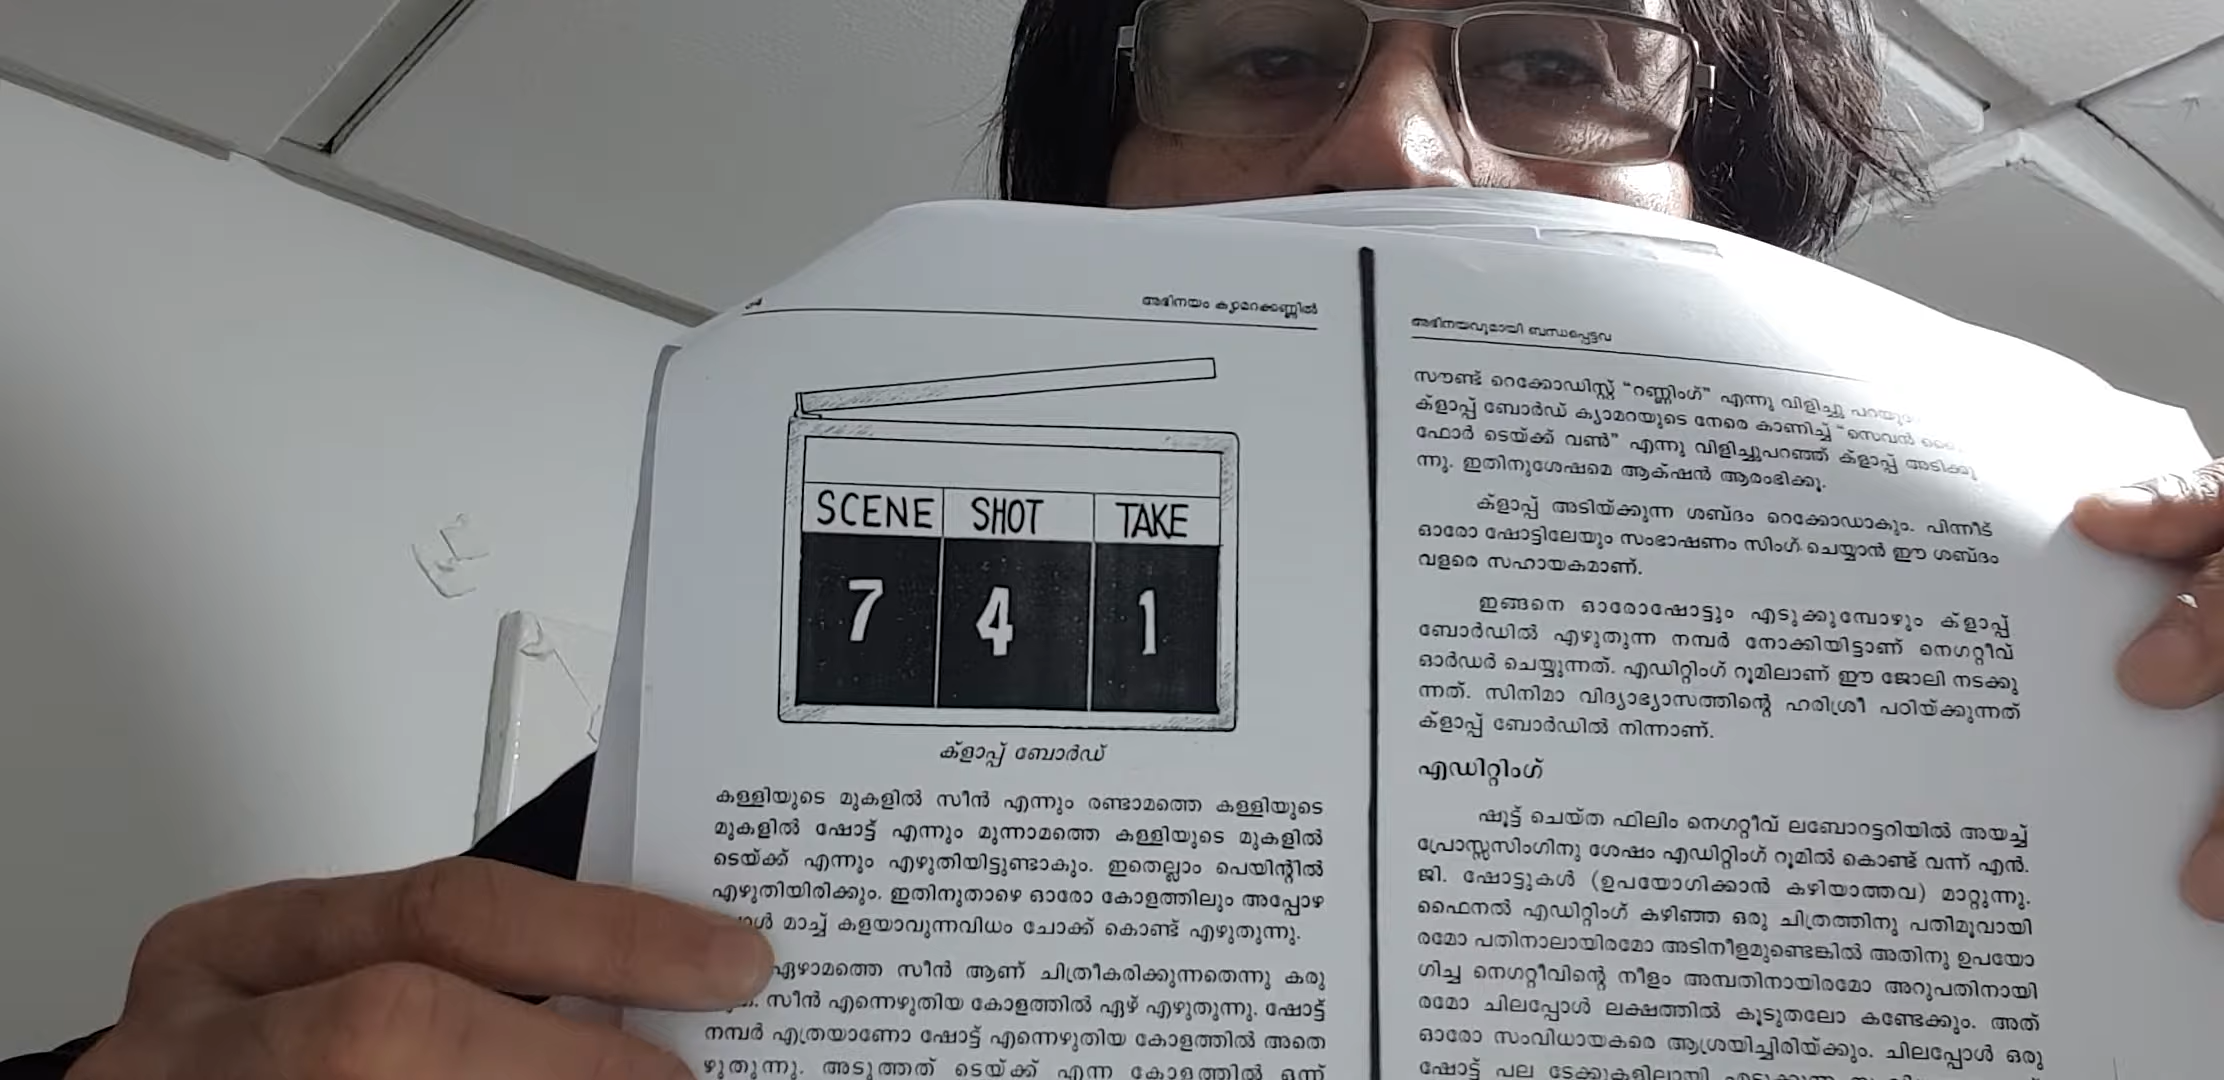 അഭിനയം ക്യാമറക്കണ്ണിൽ
SCENE SHOT TAKE
7 4 1
ക്ളാപ്പ് ബോർഡ്
കള്ളിയുടെ മുകളിൽ സീൻ എന്നും രണ്ടാമത്തെ കള്ളിയുടെ
മുകളിൽ ഷോട്ട് എന്നും മൂന്നാമത്തെ കള്ളിയുടെ മുകളിൽ
ടെയ്ക്ക് എന്നും എഴുതിയിട്ടുണ്ടാകും. ഇതെല്ലാം പെയിന്റിൽ
എഴുതിയിരിക്കും. ഇതിനുതാഴെ ഓരോ കോളത്തിലും അപ്പോഴ
മാച്ച് കളയാവുന്നവിധം ചോക്ക് കൊണ്ട് എഴുതുന്നു.
ഏഴാമത്തെ സീൻ ആണ് ചിത്രീകരിക്കുന്നതെന്നു കരു
സീൻ എന്നെഴുതിയ കോളത്തിൽ ഏഴ് എഴുതുന്നു. ഷോട്ട്
നമ്പർ എത്രയാണോ ഷോട്ട് എന്നെഴുതിയ കോളത്തിൽ അതെ
ഴുതുന്നു. അടുത്തത് ടെയ്ക്ക് എന്ന കോളത്തിൽ ഒന്ന്
അഭിനയവുമായി ബന്ധപ്പെട്ടവ
സൗണ്ട് റെക്കോഡിസ്റ്റ് “റണ്ണിംഗ്” എന്നു വിളിച്ചു
ക്ളാപ്പ് ബോർഡ് ക്യാമറയുടെ നേരെ കാണിച്ച് “സെവൻ
ഫോർ ടെയ്ക്ക് വൺ” എന്നു വിളിച്ചുപറഞ്ഞ് ക്ളാപ്പ് അടിക്കു
ന്നു. ഇതിനുശേഷമെ ആക്ഷൻ ആരംഭിക്കൂ.
ക്ളാപ്പ് അടിയ്ക്കുന്ന ശബ്ദം റെക്കോഡാകും. പിന്നീട്
ഓരോ ഷോട്ടിലേയും സംഭാഷണം സിംഗ് ചെയ്യാൻ ഈ ശബ്ദം
വളരെ സഹായകമാണ്.
ഇങ്ങനെ ഓരോഷോട്ടും എടുക്കുമ്പോഴും ക്ളാപ്പ്
ബോർഡിൽ എഴുതുന്ന നമ്പർ നോക്കിയിട്ടാണ് നെഗറ്റീവ്
ഓർഡർ ചെയ്യുന്നത്. എഡിറ്റിംഗ് റൂമിലാണ് ഈ ജോലി നടക്കു
ന്നത്. സിനിമാ വിദ്യാഭ്യാസത്തിന്റെ ഹരിശ്രീ പഠിയ്ക്കുന്നത്
ക്ളാപ്പ് ബോർഡിൽ നിന്നാണ്.
എഡിറ്റിംഗ്
ഷൂട്ട് ചെയ്ത ഫിലിം നെഗറ്റീവ് ലബോറട്ടറിയിൽ അയച്ച്
പ്രോസ്സസിംഗിനു ശേഷം എഡിറ്റിംഗ് റൂമിൽ കൊണ്ട് വന്ന് എൻ.
ജി. ഷോട്ടുകൾ (ഉപയോഗിക്കാൻ കഴിയാത്തവ) മാറ്റുന്നു.
ഫൈനൽ എഡിറ്റിംഗ് കഴിഞ്ഞ ഒരു ചിത്രത്തിനു പതിമൂവായി
രമോ പതിനാലായിരമോ അടിനീളമുണ്ടെങ്കിൽ അതിനു ഉപയോ
ഗിച്ച നെഗറ്റീവിന്റെ നീളം അമ്പതിനായിരമോ അറുപതിനായി
രമോ ചിലപ്പോൾ ലക്ഷത്തിൽ കൂടുതലോ കണ്ടേക്കും. അത്
ഓരോ സംവിധായകരെ ആശ്രയിച്ചിരിയ്ക്കും. ചിലപ്പോൾ ഒരു
ഷോട്ട് പല ടേക്കുകളിലായി എടുക്കുന്ന